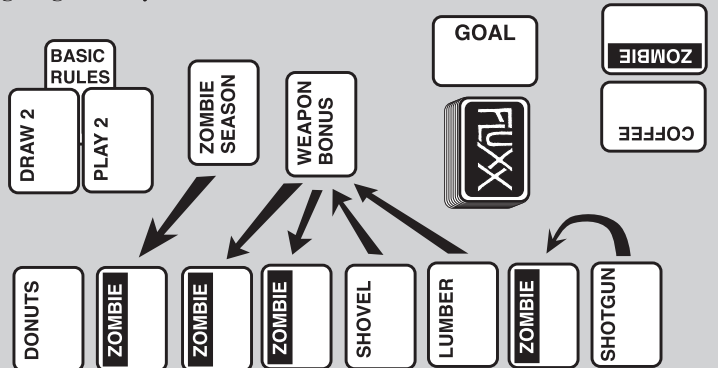 BASIC
RULES
DRAW 2
PLAY 2
ZOMBIE
SEASON
WEAPON
BONUS
GOAL
FLUXX
ZOMBIE
COFFEE
DONUTS
ZOMBIE
ZOMBIE
ZOMBIE
SHOVEL
LUMBER
ZOMBIE
SHOTGUN